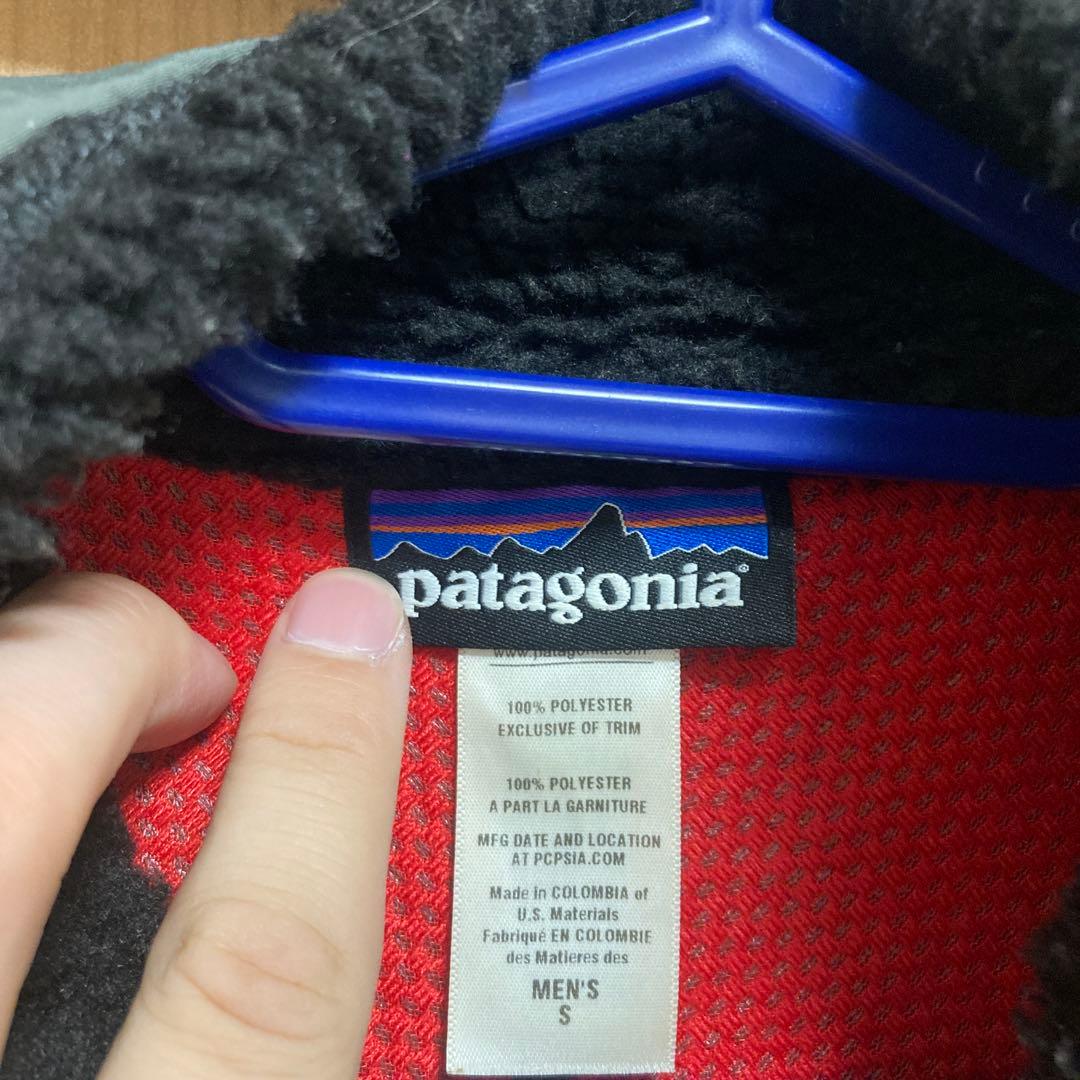 patagonia®
www.patagonia.com
100% POLYESTER
EXCLUSIVE OF TRIM
100% POLYESTER
A PART LA GARNITURE
MFG DATE AND LOCATION
AT PCPSIA.COM
Made in COLOMBIA of
U.S. Materials
Fabriqué EN COLOMBIE
des Matieres des
MEN'S
S